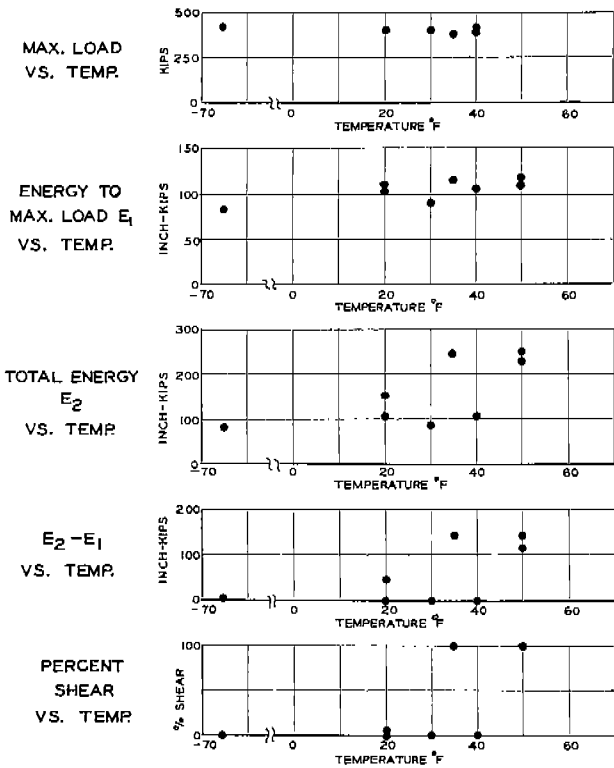 MAX. LOAD
VS. TEMP.
KIPS
500
250
0
-70 0 20 40 60
TEMPERATURE °F
ENERGY TO
MAX. LOAD E1
VS. TEMP.
INCH-KIPS
150
100
50
0
-70 0 20 40 60
TEMPERATURE °F
TOTAL ENERGY
E2
VS. TEMP.
INCH-KIPS
300
200
100
0
-70 0 20 40 60
TEMPERATURE °F
E2-E1
VS. TEMP.
INCH-KIPS
200
100
0
-70 0 20 40 60
TEMPERATURE °F
PERCENT
SHEAR
VS. TEMP.
% SHEAR
100
0
-70 0 20 40 60
TEMPERATURE °F